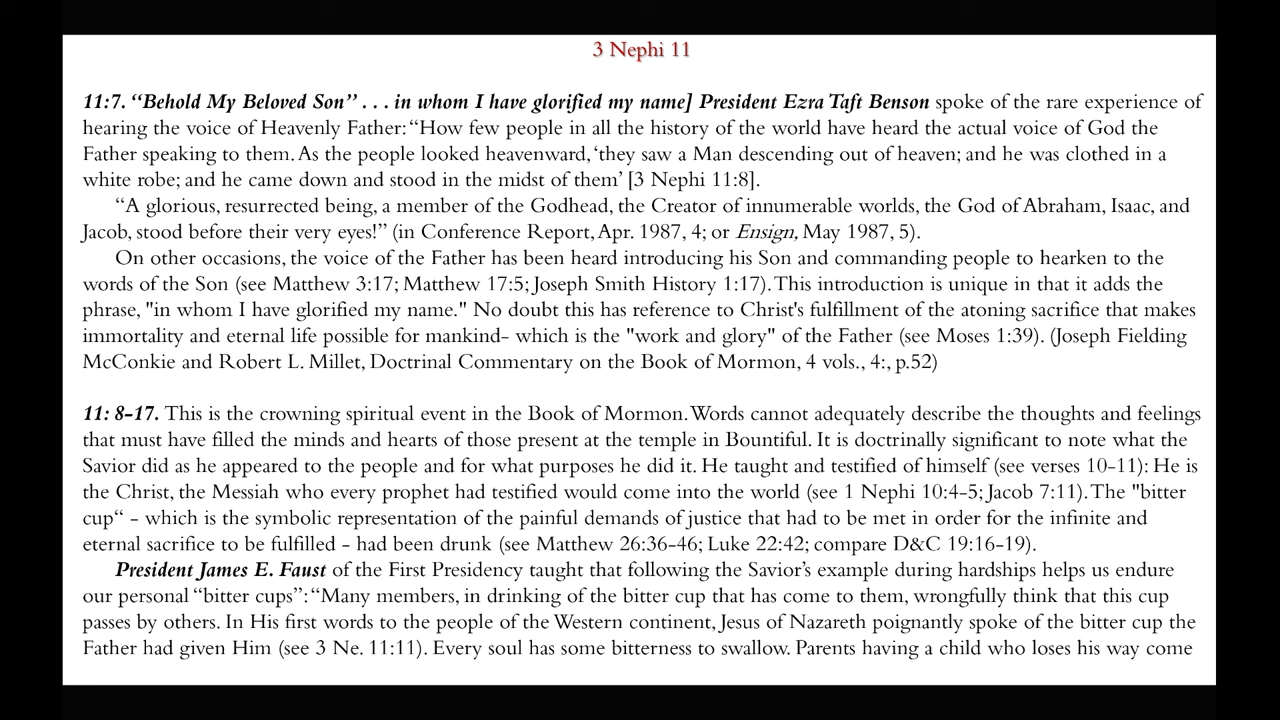 3 Nephi 11
11:7. “Behold My Beloved Son” . . . in whom I have glorified my name] President Ezra Taft Benson spoke of the rare experience of
hearing the voice of Heavenly Father: “How few people in all the history of the world have heard the actual voice of God the
Father speaking to them. As the people looked heavenward, ‘they saw a Man descending out of heaven; and he was clothed in a
white robe; and he came down and stood in the midst of them’ [3 Nephi 11:8].
“A glorious, resurrected being, a member of the Godhead, the Creator of innumerable worlds, the God of Abraham, Isaac, and
Jacob, stood before their very eyes!” (in Conference Report, Apr. 1987, 4; or Ensign, May 1987, 5).
On other occasions, the voice of the Father has been heard introducing his Son and commanding people to hearken to the
words of the Son (see Matthew 3:17; Matthew 17:5; Joseph Smith History 1:17). This introduction is unique in that it adds the
phrase, "in whom I have glorified my name." No doubt this has reference to Christ's fulfillment of the atoning sacrifice that makes
immortality and eternal life possible for mankind- which is the "work and glory" of the Father (see Moses 1:39). (Joseph Fielding
McConkie and Robert L. Millet, Doctrinal Commentary on the Book of Mormon, 4 vols., 4:, p.52)
11: 8-17. This is the crowning spiritual event in the Book of Mormon. Words cannot adequately describe the thoughts and feelings
that must have filled the minds and hearts of those present at the temple in Bountiful. It is doctrinally significant to note what the
Savior did as he appeared to the people and for what purposes he did it. He taught and testified of himself (see verses 10-11): He is
the Christ, the Messiah who every prophet had testified would come into the world (see 1 Nephi 10:4-5; Jacob 7:11). The "bitter
cup“ - which is the symbolic representation of the painful demands of justice that had to be met in order for the infinite and
eternal sacrifice to be fulfilled - had been drunk (see Matthew 26:36-46; Luke 22:42; compare D&C 19:16-19).
President James E. Faust of the First Presidency taught that following the Savior’s example during hardships helps us endure
our personal “bitter cups”: “Many members, in drinking of the bitter cup that has come to them, wrongfully think that this cup
passes by others. In His first words to the people of the Western continent, Jesus of Nazareth poignantly spoke of the bitter cup the
Father had given Him (see 3 Ne. 11:11). Every soul has some bitterness to swallow. Parents having a child who loses his way come